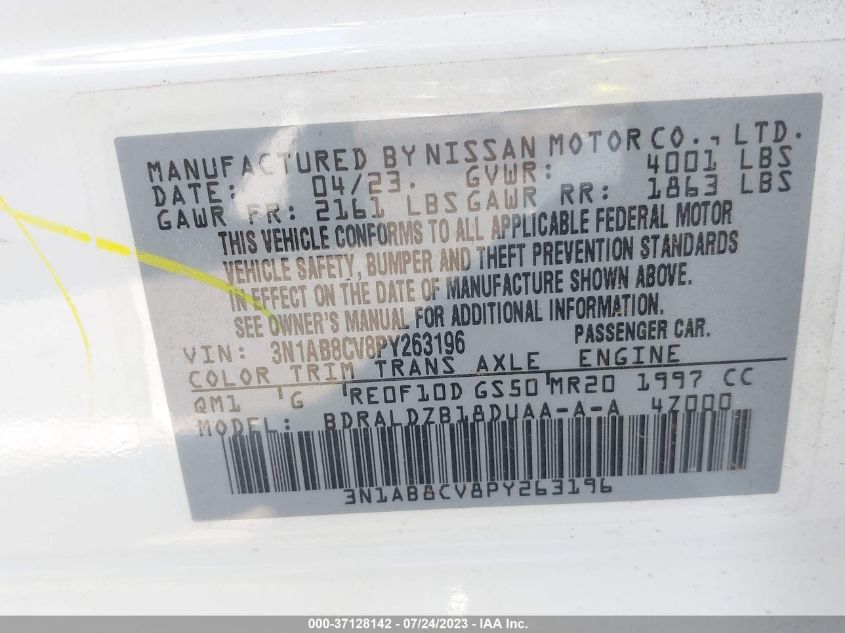 MANUFACTURED BY NISSAN MOTOR CO., LTD.
DATE: 04/23. GVWR: 4001 LBS
GAWR FR: 2161 LBS GAWR RR: 1863 LBS
THIS VEHICLE CONFORMS TO ALL APPLICABLE FEDERAL MOTOR
VEHICLE SAFETY, BUMPER AND THEFT PREVENTION STANDARDS
IN EFFECT ON THE DATE OF MANUFACTURE SHOWN ABOVE.
SEE OWNER'S MANUAL FOR ADDITIONAL INFORMATION.
VIN: 3N1AB8CV8PY263196 PASSENGER CAR.
COLOR TRIM TRANS AXLE ENGINE
QM1 G RE0F10D GS50 MR20 1997 CC
MODEL: BDRALDZB18DUAA-A-A 4Z000
3N1AB8CV8PY263196
000-37128142 - 07/24/2023 - IAA Inc.